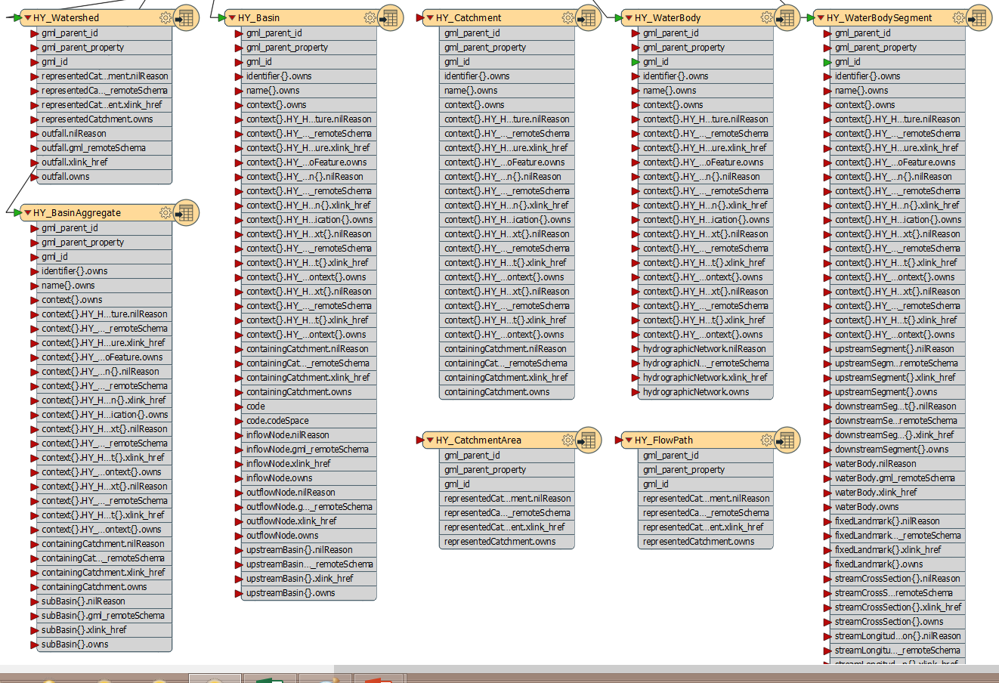 HY_Watershed
gml_parent_id
gml_parent_property
gml_id
representedCat...ment.nilReason
representedCa..._remoteSchema
representedCat...ent.xlink_href
representedCatchment.owns
outfall.nilReason
outfall.gml_remoteSchema
outfall.xlink_href
outfall.owns
HY_BasinAggregate
gml_parent_id
gml_parent_property
gml_id
identifier{}.owns
name{}.owns
context{}.owns
context{}.HY_H...ture.nilReason
context{}.HY_..._remoteSchema
context{}.HY_H...ure.xlink_href
context{}.HY_...oFeature.owns
context{}.HY_...n{}.nilReason
context{}.HY_..._remoteSchema
context{}.HY_H...n{}.xlink_href
context{}.HY_H...ication{}.owns
context{}.HY_H...xt{}.nilReason
context{}.HY_..._remoteSchema
context{}.HY_H...t{}.xlink_href
context{}.HY_...ontext{}.owns
context{}.HY_H...xt{}.nilReason
context{}.HY_..._remoteSchema
context{}.HY_H...t{}.xlink_href
context{}.HY_...ontext{}.owns
containingCatchment.nilReason
containingCat..._remoteSchema
containingCatchment.xlink_href
containingCatchment.owns
subBasin{}.nilReason
subBasin{}.gml_remoteSchema
subBasin{}.xlink_href
subBasin{}.owns
HY_Basin
gml_parent_id
gml_parent_property
gml_id
identifier{}.owns
name{}.owns
context{}.owns
context{}.HY_H...ture.nilReason
context{}.HY_..._remoteSchema
context{}.HY_H...ure.xlink_href
context{}.HY_...oFeature.owns
context{}.HY_...n{}.nilReason
context{}.HY_..._remoteSchema
context{}.HY_H...n{}.xlink_href
context{}.HY_H...ication{}.owns
context{}.HY_H...xt{}.nilReason
context{}.HY_..._remoteSchema
context{}.HY_H...t{}.xlink_href
context{}.HY_...ontext{}.owns
context{}.HY_H...xt{}.nilReason
context{}.HY_..._remoteSchema
context{}.HY_H...t{}.xlink_href
context{}.HY_...ontext{}.owns
containingCatchment.nilReason
containingCat..._remoteSchema
containingCatchment.xlink_href
containingCatchment.owns
code
code.codeSpace
inflowNode.nilReason
inflowNode.gml_remoteSchema
inflowNode.xlink_href
inflowNode.owns
outflowNode.nilReason
outflowNode.g..._remoteSchema
outflowNode.xlink_href
outflowNode.owns
upstreamBasin{}.nilReason
upstreamBasin..._remoteSchema
upstreamBasin{}.xlink_href
upstreamBasin{}.owns
HY_Catchment
gml_parent_id
gml_parent_property
gml_id
identifier{}.owns
name{}.owns
context{}.owns
context{}.HY_H...ture.nilReason
context{}.HY_..._remoteSchema
context{}.HY_H...ure.xlink_href
context{}.HY_...oFeature.owns
context{}.HY_...n{}.nilReason
context{}.HY_..._remoteSchema
context{}.HY_H...n{}.xlink_href
context{}.HY_H...ication{}.owns
context{}.HY_H...xt{}.nilReason
context{}.HY_..._remoteSchema
context{}.HY_H...t{}.xlink_href
context{}.HY_...ontext{}.owns
context{}.HY_H...xt{}.nilReason
context{}.HY_..._remoteSchema
context{}.HY_H...t{}.xlink_href
context{}.HY_...ontext{}.owns
containingCatchment.nilReason
containingCat..._remoteSchema
containingCatchment.xlink_href
containingCatchment.owns
HY_CatchmentArea
gml_parent_id
gml_parent_property
gml_id
representedCat...ment.nilReason
representedCa..._remoteSchema
representedCat...ent.xlink_href
representedCatchment.owns
HY_WaterBody
gml_parent_id
gml_parent_property
gml_id
identifier{}.owns
name{}.owns
context{}.owns
context{}.HY_H...ture.nilReason
context{}.HY_..._remoteSchema
context{}.HY_H...ure.xlink_href
context{}.HY_...oFeature.owns
context{}.HY_...n{}.nilReason
context{}.HY_..._remoteSchema
context{}.HY_H...n{}.xlink_href
context{}.HY_H...ication{}.owns
context{}.HY_H...xt{}.nilReason
context{}.HY_..._remoteSchema
context{}.HY_H...t{}.xlink_href
context{}.HY_...ontext{}.owns
context{}.HY_H...xt{}.nilReason
context{}.HY_..._remoteSchema
context{}.HY_H...t{}.xlink_href
context{}.HY_...ontext{}.owns
hydrographicNetwork.nilReason
hydrographicN..._remoteSchema
hydrographicNetwork.xlink_href
hydrographicNetwork.owns
HY_FlowPath
gml_parent_id
gml_parent_property
gml_id
representedCat...ment.nilReason
representedCa..._remoteSchema
representedCat...ent.xlink_href
representedCatchment.owns
HY_WaterBodySegment
gml_parent_id
gml_parent_property
gml_id
identifier{}.owns
name{}.owns
context{}.owns
context{}.HY_H...ture.nilReason
context{}.HY_..._remoteSchema
context{}.HY_H...ure.xlink_href
context{}.HY_...oFeature.owns
context{}.HY_...n{}.nilReason
context{}.HY_..._remoteSchema
context{}.HY_H...n{}.xlink_href
context{}.HY_H...ication{}.owns
context{}.HY_H...xt{}.nilReason
context{}.HY_..._remoteSchema
context{}.HY_H...t{}.xlink_href
context{}.HY_...ontext{}.owns
context{}.HY_H...xt{}.nilReason
context{}.HY_..._remoteSchema
context{}.HY_H...t{}.xlink_href
context{}.HY_...ontext{}.owns
upstreamSegment{}.nilReason
upstreamSegm...remoteSchema
upstreamSegment{}.xlink_href
upstreamSegment{}.owns
downstreamSeg...t{}.nilReason
downstreamSe...remoteSchema
downstreamSeg...{}.xlink_href
downstreamSegment{}.owns
waterBody.nilReason
waterBody.gml_remoteSchema
waterBody.xlink_href
waterBody.owns
fixedLandmark{}.nilReason
fixedLandmark..._remoteSchema
fixedLandmark{}.xlink_href
fixedLandmark{}.owns
streamCrossSection{}.nilReason
streamCrossS...remoteSchema
streamCrossSection{}.xlink_href
streamCrossSection{}.owns
streamLongitud...on{}.nilReason
streamLongitu..._remoteSchema